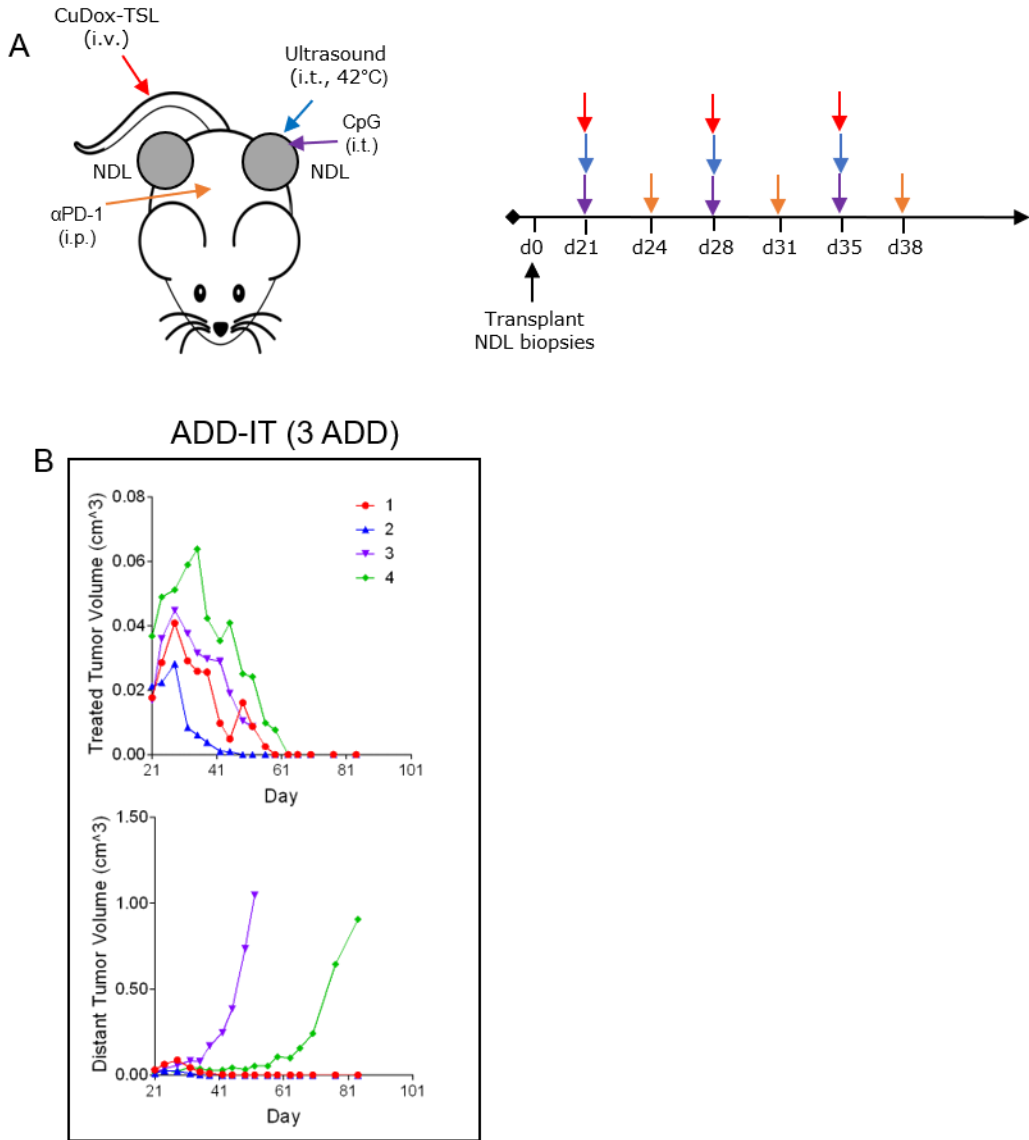 A
CuDox-TSL
(i.v.)
Ultrasound
(i.t., 42°C)
CpG
(i.t.)
NDL
NDL
αPD-1
(i.p.)
d0
d21
d24
d28
d31
d35
d38
Transplant
NDL biopsies
ADD-IT (3 ADD)
B
Treated Tumor Volume (cm^3)
0.08
0.06
0.04
0.02
0.00
1
2
3
4
21
41
61
81
101
Day
Distant Tumor Volume (cm^3)
1.50
1.00
0.50
0.00
21
41
61
81
101
Day